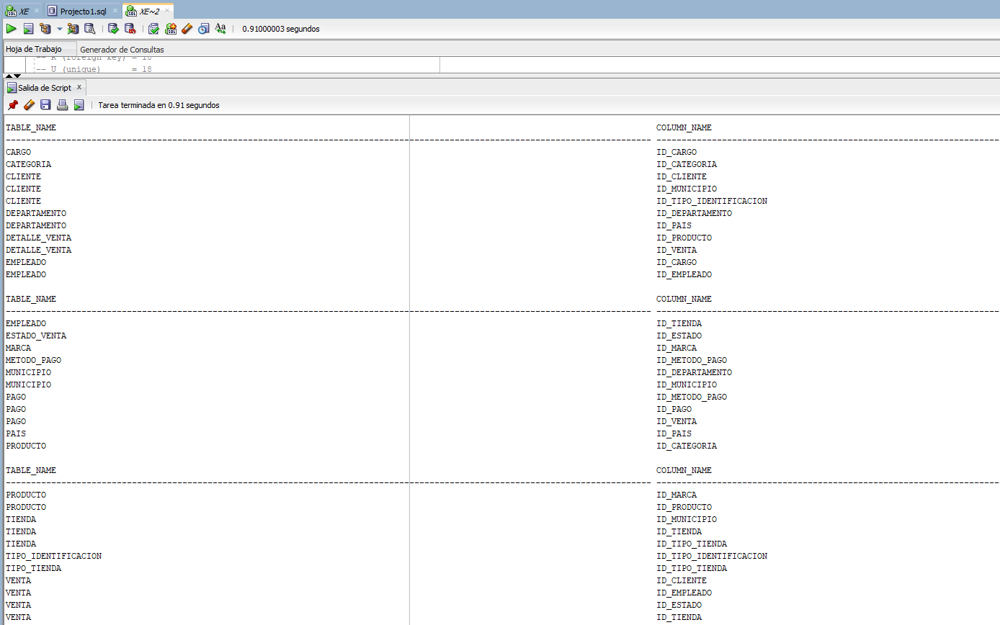 XE Projecto1.sql XE~2
0.91000003 segundos
Hoja de Trabajo Generador de Consultas
-- R (foreign key) = 16
-- U (unique) = 18
Salida de Script
Tarea terminada en 0.91 segundos
TABLE_NAME COLUMN_NAME
CARGO ID_CARGO
CATEGORIA ID_CATEGORIA
CLIENTE ID_CLIENTE
CLIENTE ID_MUNICIPIO
CLIENTE ID_TIPO_IDENTIFICACION
DEPARTAMENTO ID_DEPARTAMENTO
DEPARTAMENTO ID_PAIS
DETALLE_VENTA ID_PRODUCTO
DETALLE_VENTA ID_VENTA
EMPLEADO ID_CARGO
EMPLEADO ID_EMPLEADO
TABLE_NAME COLUMN_NAME
EMPLEADO ID_TIENDA
ESTADO_VENTA ID_ESTADO
MARCA ID_MARCA
METODO_PAGO ID_METODO_PAGO
MUNICIPIO ID_DEPARTAMENTO
MUNICIPIO ID_MUNICIPIO
PAGO ID_METODO_PAGO
PAGO ID_PAGO
PAGO ID_VENTA
PAIS ID_PAIS
PRODUCTO ID_CATEGORIA
TABLE_NAME COLUMN_NAME
PRODUCTO ID_MARCA
PRODUCTO ID_PRODUCTO
TIENDA ID_MUNICIPIO
TIENDA ID_TIENDA
TIENDA ID_TIPO_TIENDA
TIPO_IDENTIFICACION ID_TIPO_IDENTIFICACION
TIPO_TIENDA ID_TIPO_TIENDA
VENTA ID_CLIENTE
VENTA ID_EMPLEADO
VENTA ID_ESTADO
VENTA ID_TIENDA